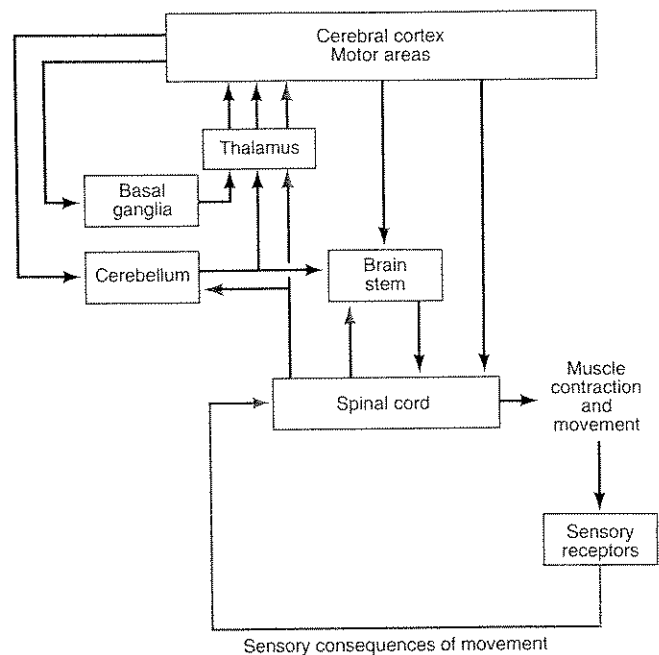 Cerebral cortex
Motor areas
Thalamus
Basal
ganglia
Cerebellum
Brain
stem
Spinal cord
Muscle
contraction
and
movement
Sensory
receptors
Sensory consequences of movement